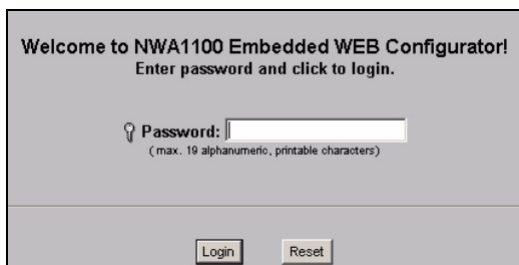 Welcome to NWA1100 Embedded WEB Configurator!
Enter password and click to login.
Password:
( max. 19 alphanumeric, printable characters)
Login Reset